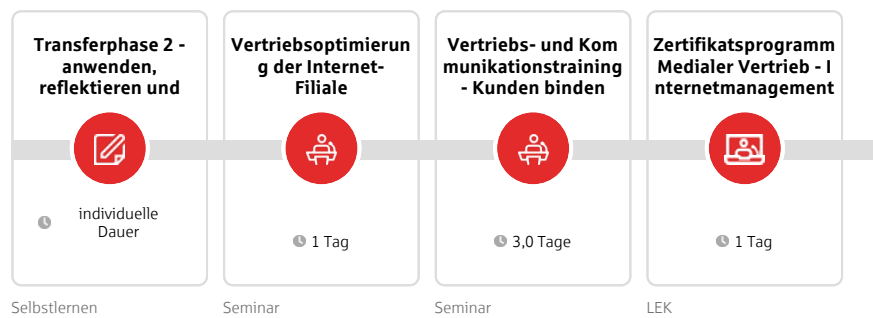 Transferphase 2 -
anwenden,
reflektieren und
individuelle
Dauer
Selbstlernen
Vertriebsoptimierun
g der Internet-
Filiale
1 Tag
Seminar
Vertriebs- und Kom
munikationstraining
- Kunden binden
3,0 Tage
Seminar
Zertifikatsprogramm
Medialer Vertrieb - I
nternetmanagement
1 Tag
LEK